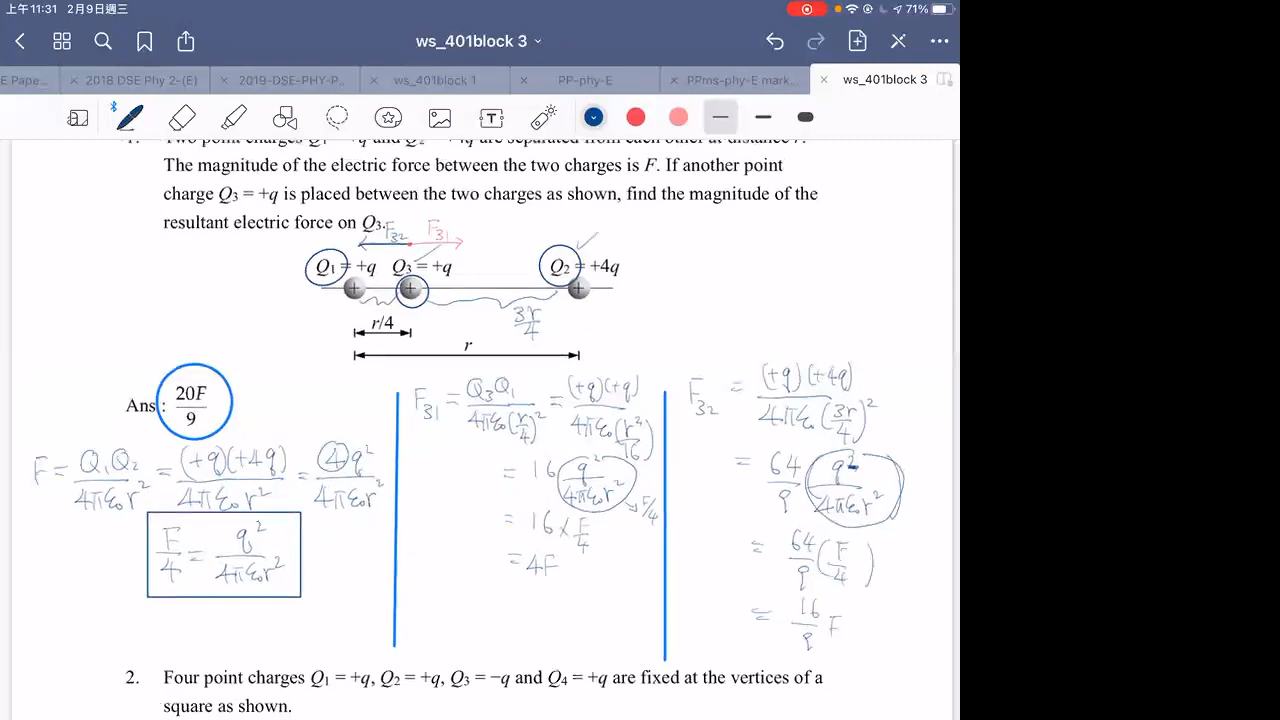 上午11:31 2月9日週三
71%
ws_401block 3
E Pape... 2018 DSE Phy 2-(E) 2019-DSE-PHY-P... ws_401block 1 PP-phy-E PPms-phy-E mark... ws_401block 3
The magnitude of the electric force between the two charges is F. If another point
charge Q₃ = +q is placed between the two charges as shown, find the magnitude of the
resultant electric force on Q₃.
F₃₂ F₃₁
Q₁ = +q Q₃ = +q Q₂ = +4q
3r/4
r/4
r
Ans : 20F/9
F = Q₁Q₂/4πε₀r² = (+q)(+4q)/4πε₀r² = 4q²/4πε₀r²
F/4 = q²/4πε₀r²
F₃₁ = Q₃Q₁/4πε₀(r/4)² = (+q)(+q)/4πε₀(r²/16)
= 16 q²/4πε₀r² → F/4
= 16 × F/4
= 4F
F₃₂ = (+q)(+4q)/4πε₀(3r/4)²
= 64/9 q²/4πε₀r²
= 64/9 (F/4)
= 16/9 F
2. Four point charges Q₁ = +q, Q₂ = +q, Q₃ = −q and Q₄ = +q are fixed at the vertices of a
square as shown.